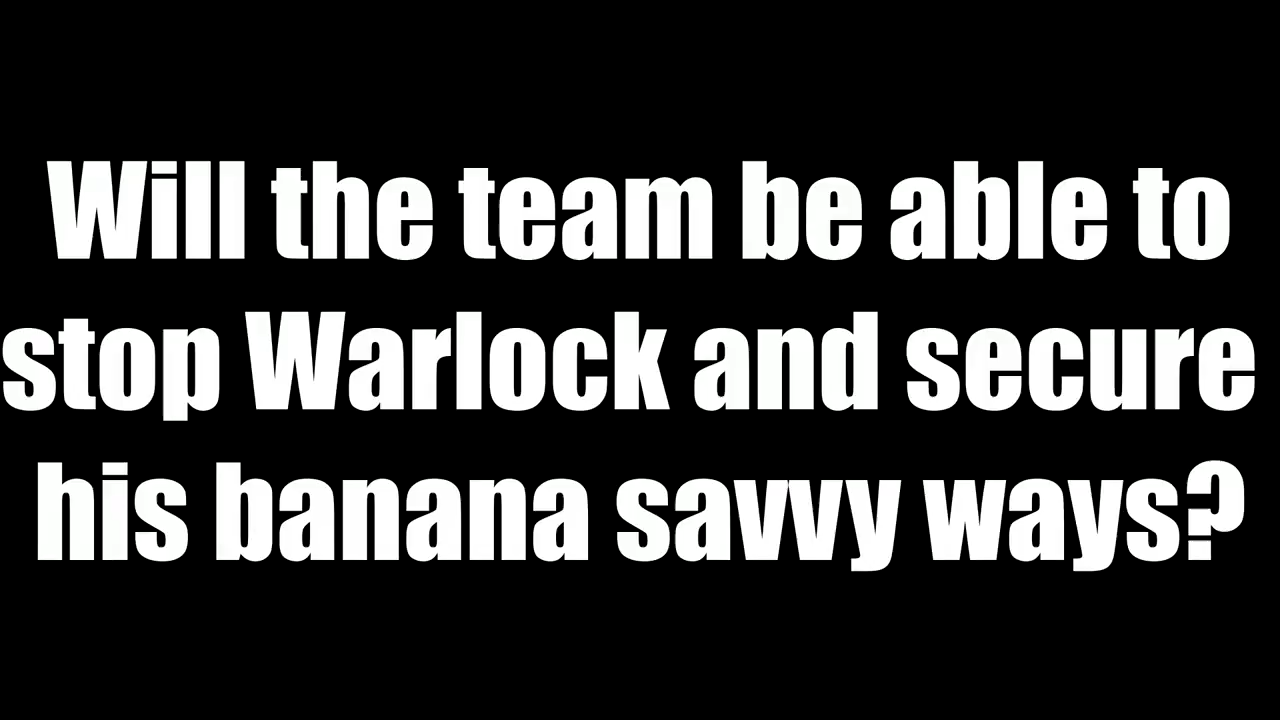 Will the team be able to
stop Warlock and secure
his banana savvy ways?